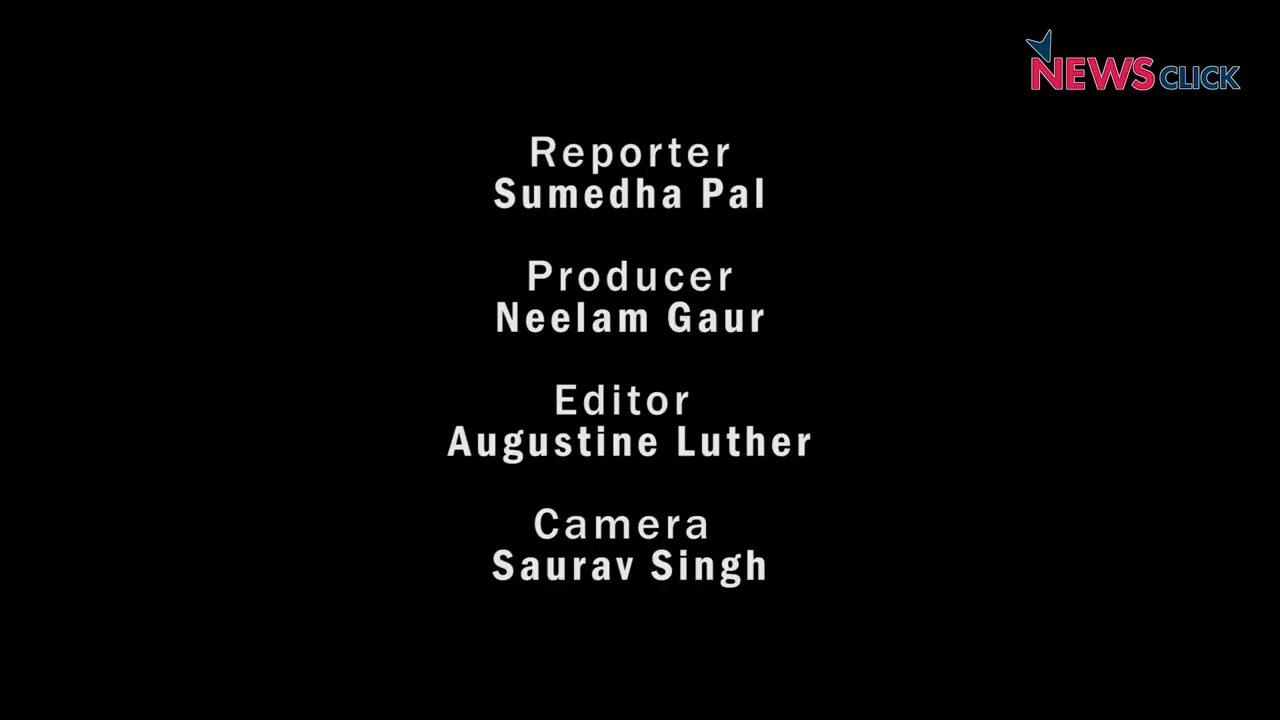 NEWSCLICK
Reporter
Sumedha Pal
Producer
Neelam Gaur
Editor
Augustine Luther
Camera
Saurav Singh